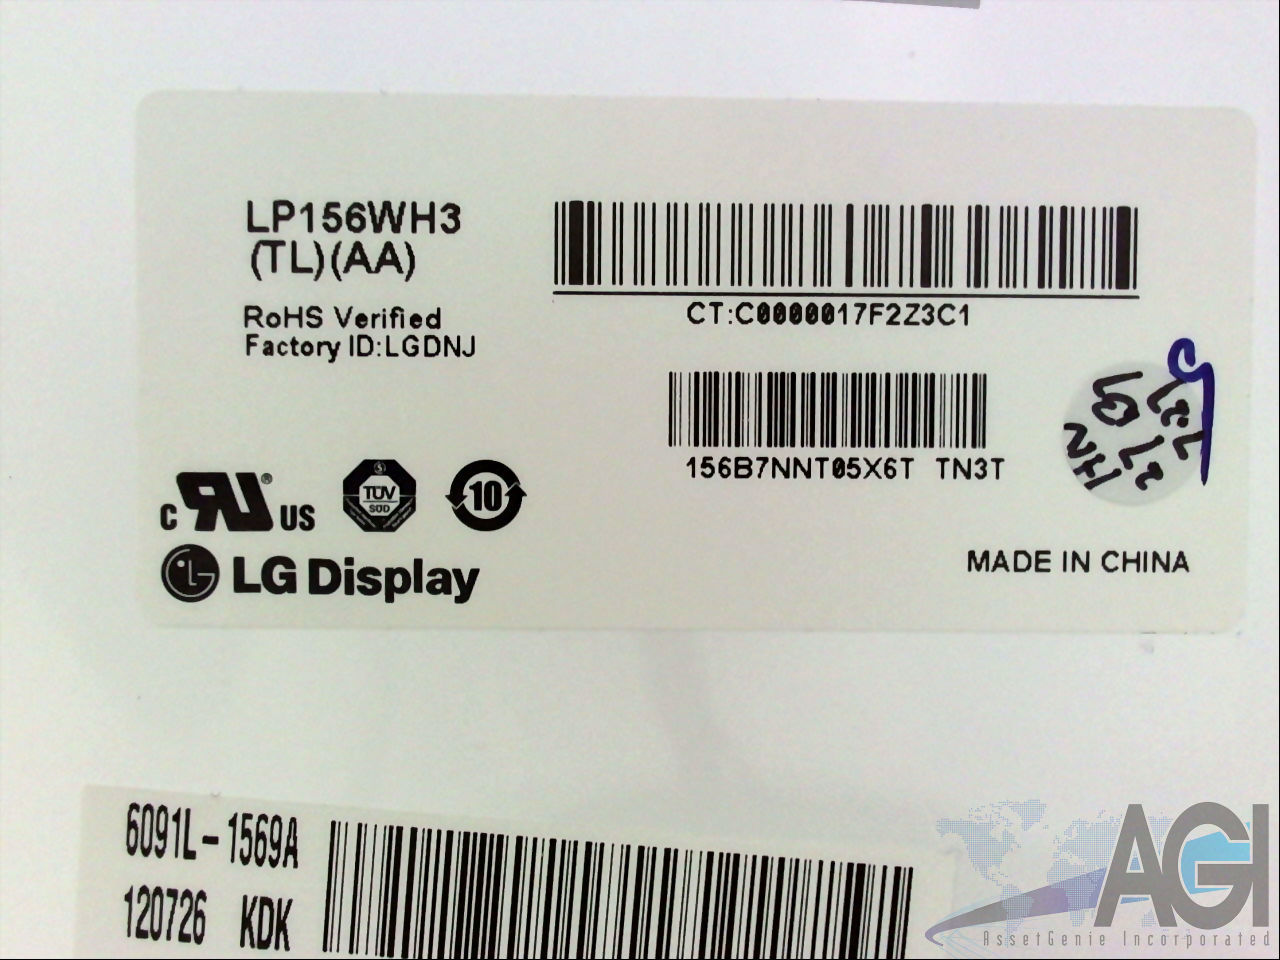 LP156WH3
(TL)(AA)
RoHS Verified
Factory ID:LGDNJ
CT:C0000017F2Z3C1
156B7NNT05X6T TN3T
C UR® US
TÜV
SÜD
10
LG Display
MADE IN CHINA
6091L-1569A
120726 KDK
AGI
AssetGenie Incorporated